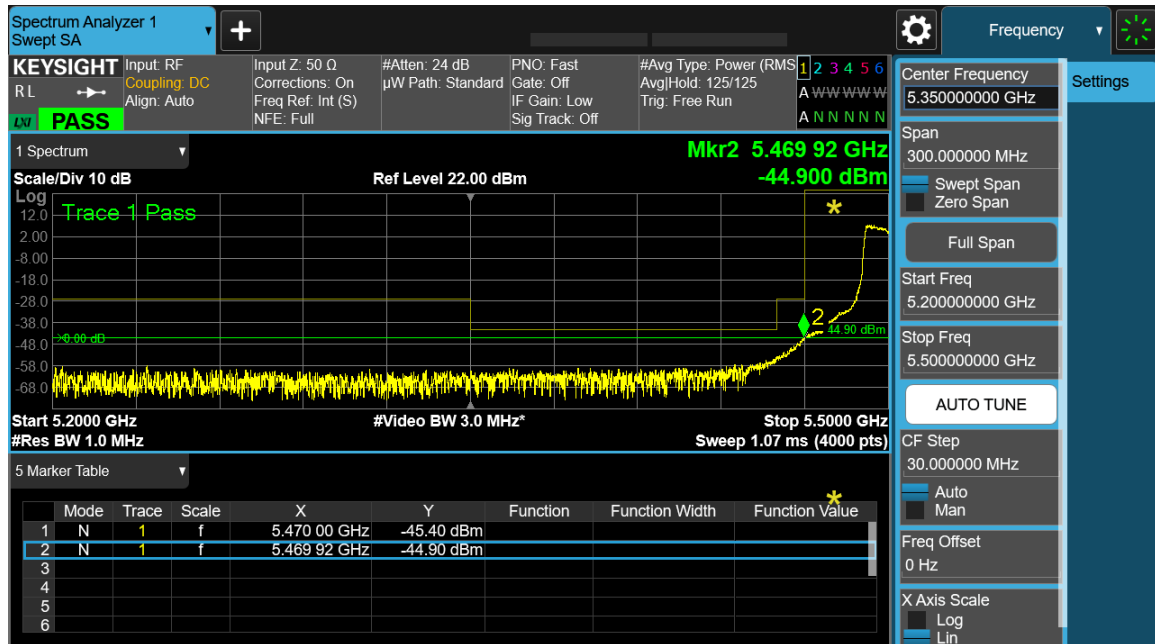 Spectrum Analyzer 1
Swept SA
Frequency
KEYSIGHT
R L
LXI
PASS
Input: RF
Coupling: DC
Align: Auto
Input Z: 50 Ω
Corrections: On
Freq Ref: Int (S)
NFE: Full
#Atten: 24 dB
µW Path: Standard
PNO: Fast
Gate: Off
IF Gain: Low
Sig Track: Off
#Avg Type: Power (RMS
Avg|Hold: 125/125
Trig: Free Run
1 2 3 4 5 6
A W W W W W
A N N N N N
1 Spectrum
Mkr2 5.469 92 GHz
Scale/Div 10 dB
Ref Level 22.00 dBm
-44.900 dBm
Log
Trace 1 Pass
*
12.0
2.00
-8.00
-18.0
-28.0
-38.0
-48.0
-58.0
-68.0
2
44.90 dBm
>0.00 dB
Start 5.2000 GHz
#Video BW 3.0 MHz*
Stop 5.5000 GHz
#Res BW 1.0 MHz
Sweep 1.07 ms (4000 pts)
5 Marker Table
*
Mode Trace Scale X Y Function Function Width Function Value
1 N 1 f 5.470 00 GHz -45.40 dBm
2 N 1 f 5.469 92 GHz -44.90 dBm
3
4
5
6
Center Frequency
5.350000000 GHz
Settings
Span
300.000000 MHz
Swept Span
Zero Span
Full Span
Start Freq
5.200000000 GHz
Stop Freq
5.500000000 GHz
AUTO TUNE
CF Step
30.000000 MHz
Auto
Man
Freq Offset
0 Hz
X Axis Scale
Log
Lin